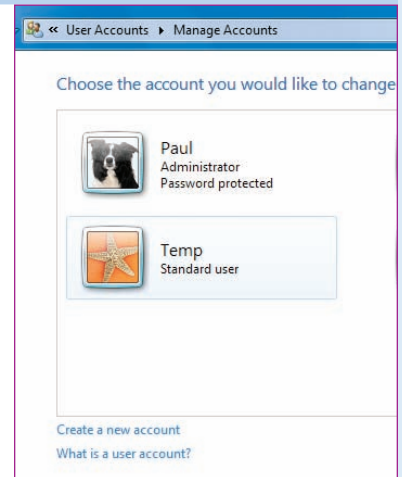 « User Accounts ▸ Manage Accounts
Choose the account you would like to change
Paul
Administrator
Password protected
Temp
Standard user
Create a new account
What is a user account?